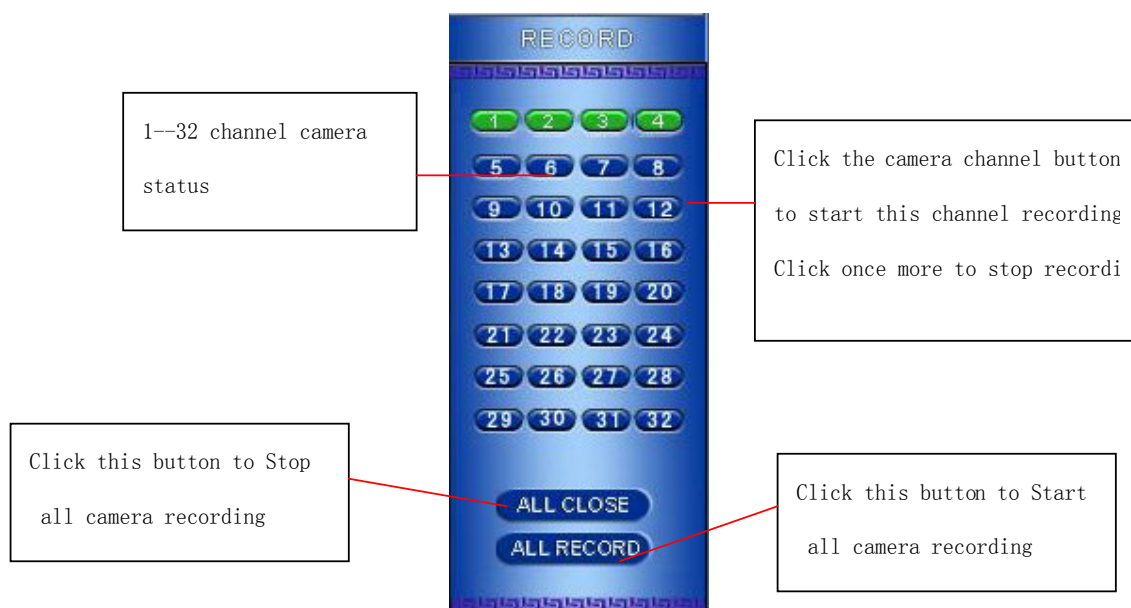 RECORD
1--32 channel camera
status
1 2 3 4
5 6 7 8
9 10 11 12
13 14 15 16
17 18 19 20
21 22 23 24
25 26 27 28
29 30 31 32
Click the camera channel button
to start this channel recording
Click once more to stop recordi
Click this button to Stop
all camera recording
ALL CLOSE
ALL RECORD
Click this button to Start
all camera recording